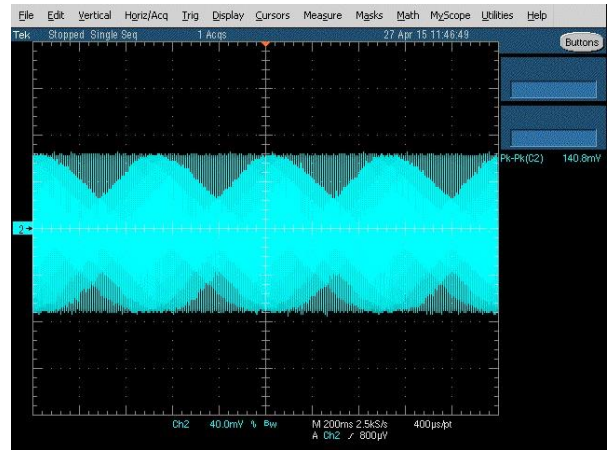 File Edit Vertical Horiz/Acq Trig Display Cursors Measure Masks Math MyScope Utilities Help
Tek Stopped Single Seq 1 Acqs 27 Apr 15 11:46:49
Buttons
Pk-Pk(C2) 140.8mV
2
Ch2 40.0mV % Bw M 200ms 2.5kS/s 400µs/pt
A Ch2 / 800µV